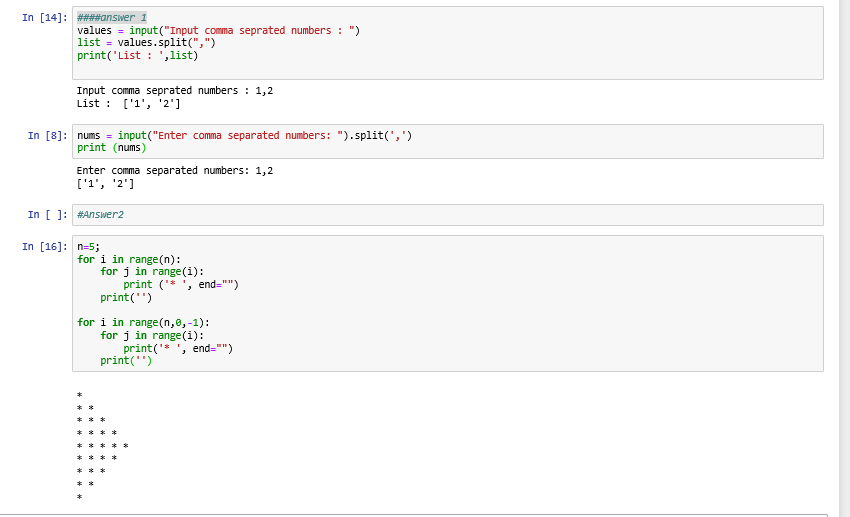 In [14]: ####answer 1
values = input("Input comma seprated numbers : ")
list = values.split(",")
print('List : ',list)
Input comma seprated numbers : 1,2
List :  ['1', '2']
In [8]: nums = input("Enter comma separated numbers: ").split(',')
print (nums)
Enter comma separated numbers: 1,2
['1', '2']
In [ ]: #Answer2
In [16]: n=5;
for i in range(n):
    for j in range(i):
        print ('* ', end="")
    print('')
for i in range(n,0,-1):
    for j in range(i):
        print('* ', end="")
    print('')
*
* *
* * *
* * * *
* * * * *
* * * *
* * *
* *
*